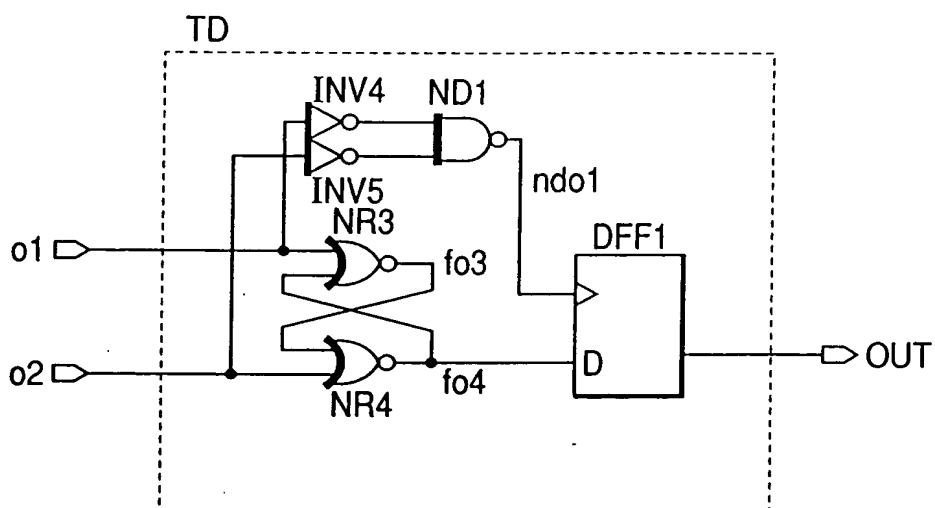 TD
INV4
ND1
INV5
ndo1
NR3
DFF1
o1
fo3
D
OUT
o2
fo4
NR4